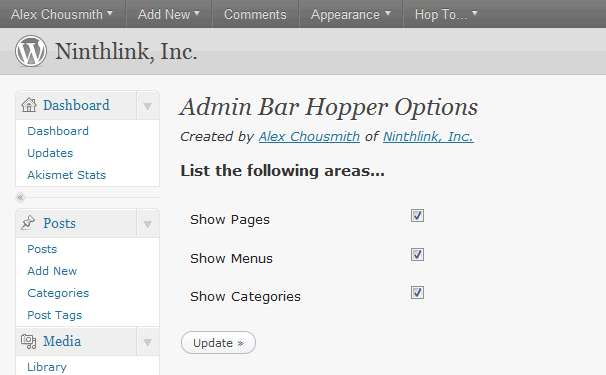 Alex Chousmith Add New Comments Appearance Hop To...
Ninthlink, Inc.
Dashboard
Dashboard
Updates
Akismet Stats
Posts
Posts
Add New
Categories
Post Tags
Media
Library
Admin Bar Hopper Options
Created by Alex Chousmith of Ninthlink, Inc.
List the following areas...
Show Pages
Show Menus
Show Categories
Update »